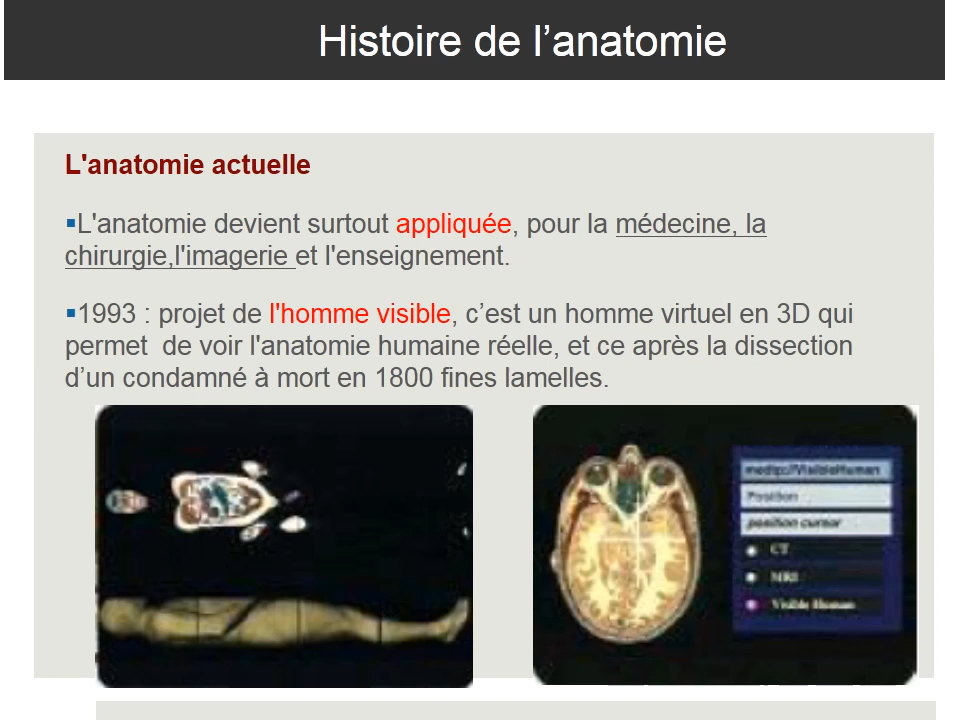 Histoire de l’anatomie
L'anatomie actuelle
▪L'anatomie devient surtout appliquée, pour la médecine, la
chirurgie,l'imagerie et l'enseignement.
▪1993 : projet de l'homme visible, c’est un homme virtuel en 3D qui
permet  de voir l'anatomie humaine réelle, et ce après la dissection
d’un condamné à mort en 1800 fines lamelles.
Position
position cursor
CT
MRI
Visible Human